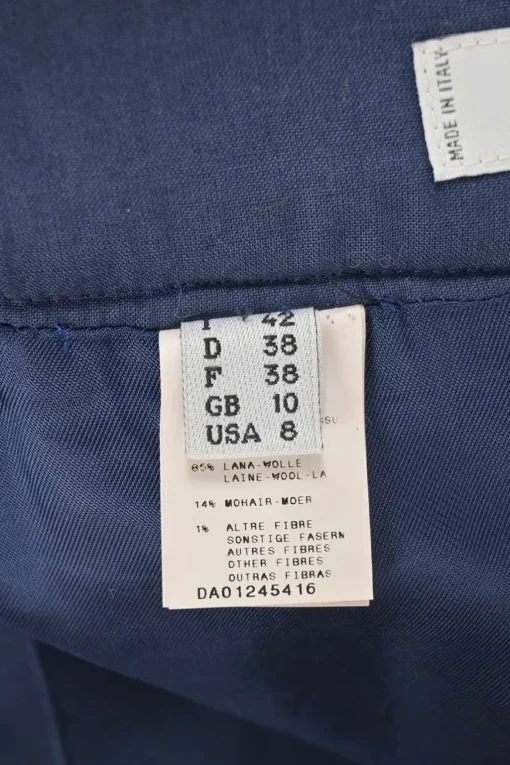 MADE IN ITALY
I 42
D 38
F 38
GB 10
USA 8
85% LANA-WOLLE
LAINE-WOOL-LA
14% MOHAIR-MOER
1% ALTRE FIBRE
SONSTIGE FASERN
AUTRES FIBRES
OTHER FIBRES
OUTRAS FIBRAS
DA01245416